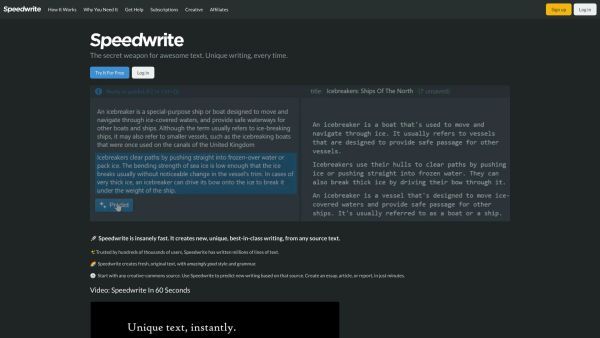 Speedwrite How It Works Why You Need It Get Help Subscriptions Creative Affiliates Sign up Log in
Speedwrite
The secret weapon for awesome text. Unique writing, every time.
Try It For Free Log in
title Icebreakers: Ships Of The North
An icebreaker is a special-purpose ship or boat designed to move and
navigate through ice-covered waters, and provide safe waterways for
other boats and ships. Although the term usually refers to ice-breaking
ships, it may also refer to smaller vessels, such as the icebreaking boats
that were once used on the canals of the United Kingdom
Icebreakers clear paths by pushing straight into frozen-over water or
pack ice. The bending strength of sea ice is low enough that the ice
breaks usually without noticeable change in the vessel's trim. In cases
of very thick ice, an icebreaker can drive its bow onto the ice to break it
under the weight of the ship.
Predict
An icebreaker is a boat that's used to move and
navigate through ice. It usually refers to vessels
that are designed to provide safe passage for other
vessels.
Icebreakers use their hulls to clear paths by pushing
ice or pushing straight into frozen water. They can
also break thick ice by driving their bow through it.
An icebreaker is a vessel that's designed to move ice-
covered waters and provide safe passage for other
ships. It's usually referred to as a boat or a ship.
Speedwrite is insanely fast. It creates new, unique, best-in-class writing, from any source text.
Trusted by hundreds of thousands of users, Speedwrite has written millions of lines of text.
Speedwrite creates fresh, original text, with amazingly good style and grammar.
Start with any creative-commons source. Use Speedwrite to predict new writing based on that source. Create an essay, article, or report, in just minutes.
Video: Speedwrite In 60 Seconds
Unique text, instantly.